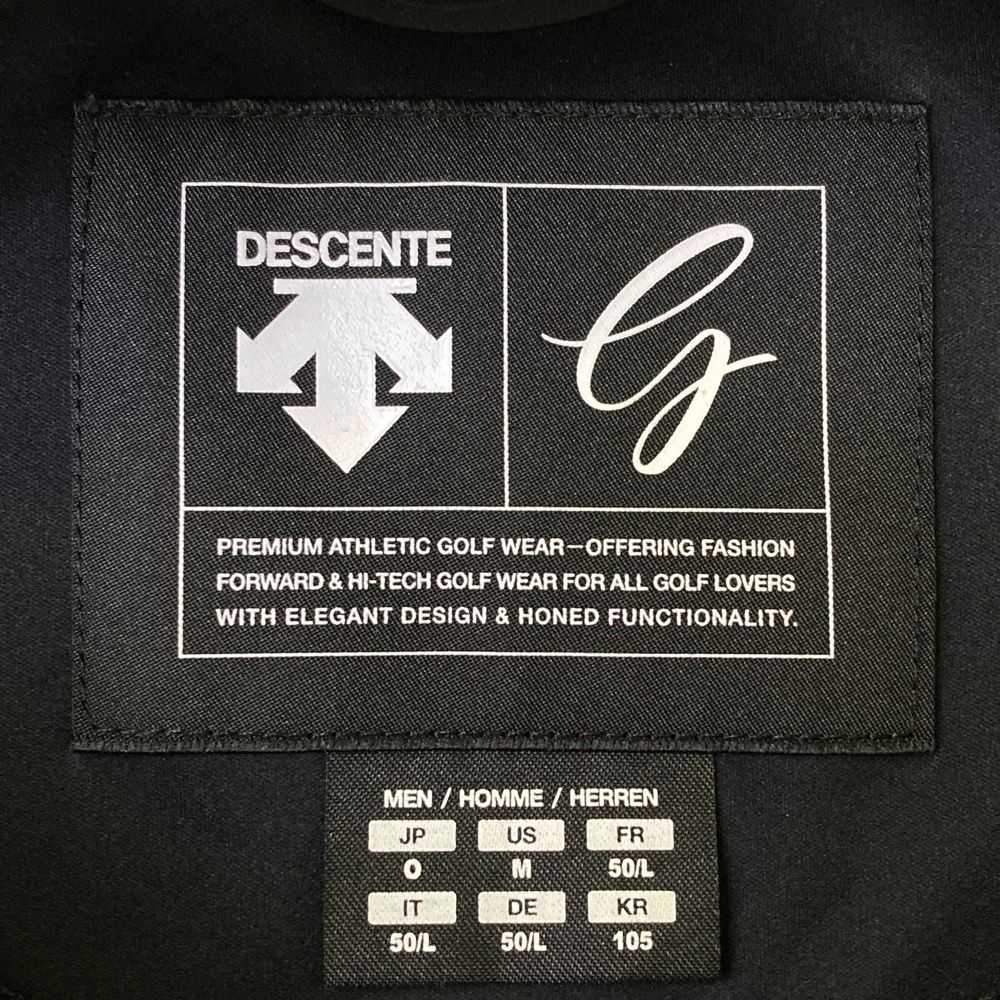 DESCENTE
G
PREMIUM ATHLETIC GOLF WEAR—OFFERING FASHION
FORWARD & HI-TECH GOLF WEAR FOR ALL GOLF LOVERS
WITH ELEGANT DESIGN & HONED FUNCTIONALITY.
MEN / HOMME / HERREN
JP US FR
O M 50/L
IT DE KR
50/L 50/L 105